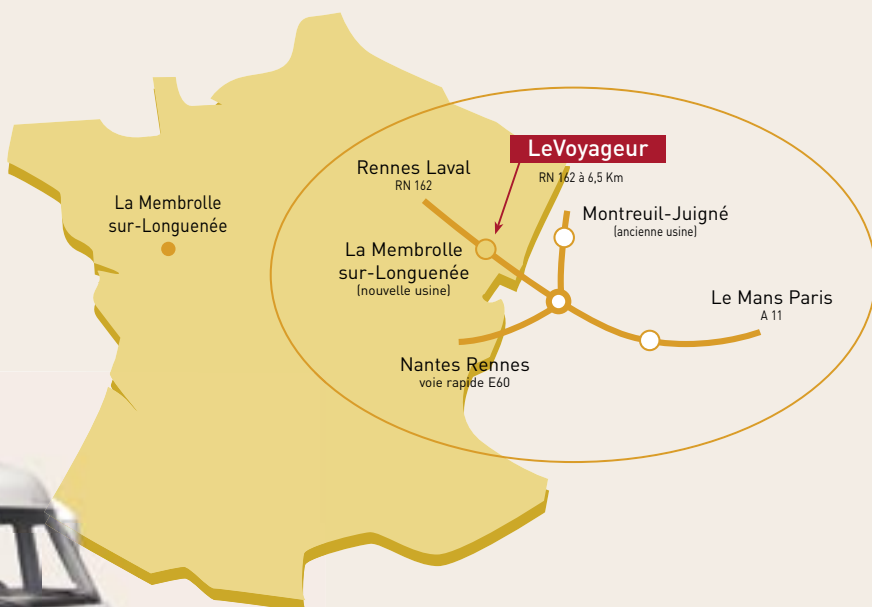 LeVoyageur
RN 162 à 6,5 Km
Rennes Laval
RN 162
La Membrolle
sur-Longuenée
Montreuil-Juigné
(ancienne usine)
La Membrolle
sur-Longuenée
(nouvelle usine)
Le Mans Paris
A 11
Nantes Rennes
voie rapide E60